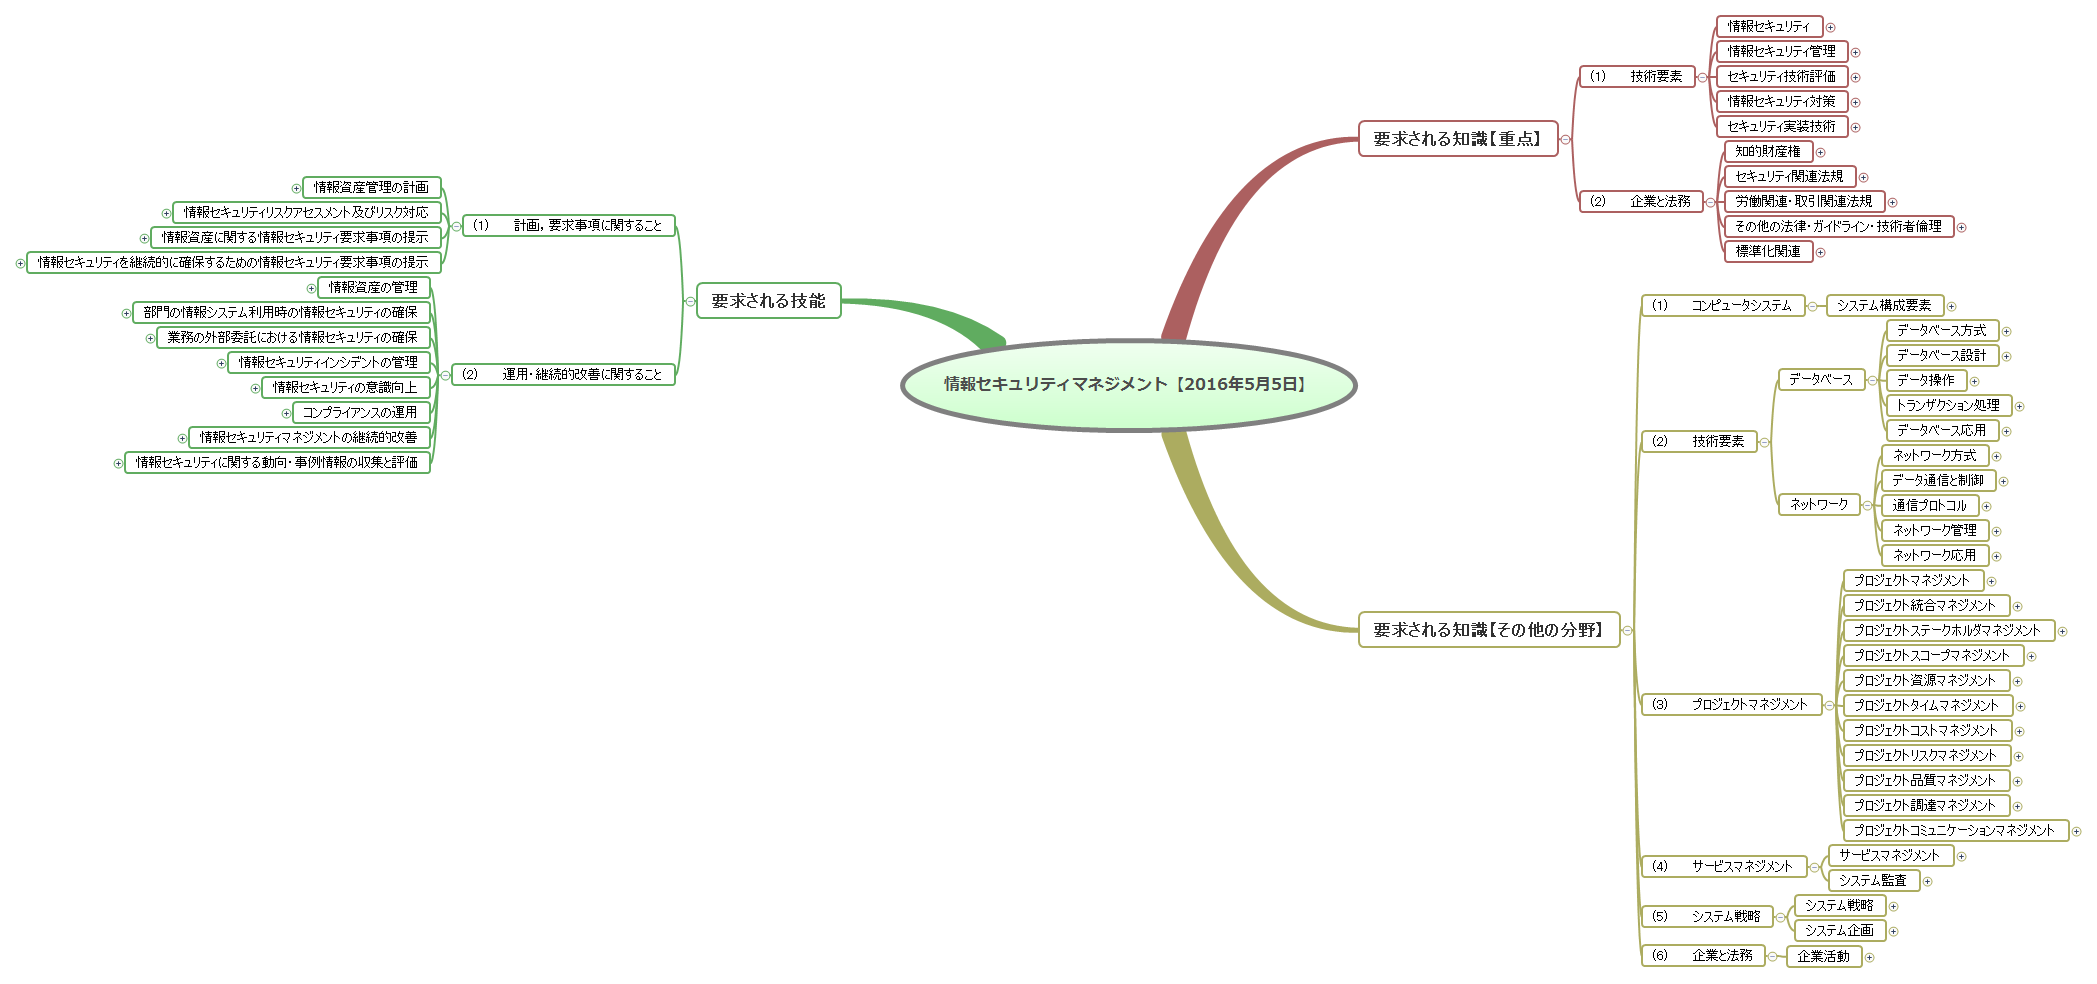 情報セキュリティマネジメント【2016年5月5日】
要求される知識【重点】
(1) 技術要素
情報セキュリティ
情報セキュリティ管理
セキュリティ技術評価
情報セキュリティ対策
セキュリティ実装技術
(2) 企業と法務
知的財産権
セキュリティ関連法規
労働関連・取引関連法規
その他の法律・ガイドライン・技術者倫理
標準化関連
要求される知識【その他の分野】
(1) コンピュータシステム
システム構成要素
(2) 技術要素
データベース
データベース方式
データベース設計
データ操作
トランザクション処理
データベース応用
ネットワーク
ネットワーク方式
データ通信と制御
通信プロトコル
ネットワーク管理
ネットワーク応用
(3) プロジェクトマネジメント
プロジェクトマネジメント
プロジェクト統合マネジメント
プロジェクトステークホルダマネジメント
プロジェクトスコープマネジメント
プロジェクト資源マネジメント
プロジェクトタイムマネジメント
プロジェクトコストマネジメント
プロジェクトリスクマネジメント
プロジェクト品質マネジメント
プロジェクト調達マネジメント
プロジェクトコミュニケーションマネジメント
(4) サービスマネジメント
サービスマネジメント
システム監査
(5) システム戦略
システム戦略
システム企画
(6) 企業と法務
企業活動
要求される技能
(1) 計画，要求事項に関すること
情報資産管理の計画
情報セキュリティリスクアセスメント及びリスク対応
情報資産に関する情報セキュリティ要求事項の提示
情報セキュリティを継続的に確保するための情報セキュリティ要求事項の提示
(2) 運用・継続的改善に関すること
情報資産の管理
部門の情報システム利用時の情報セキュリティの確保
業務の外部委託における情報セキュリティの確保
情報セキュリティインシデントの管理
情報セキュリティの意識向上
コンプライアンスの運用
情報セキュリティマネジメントの継続的改善
情報セキュリティに関する動向・事例情報の収集と評価